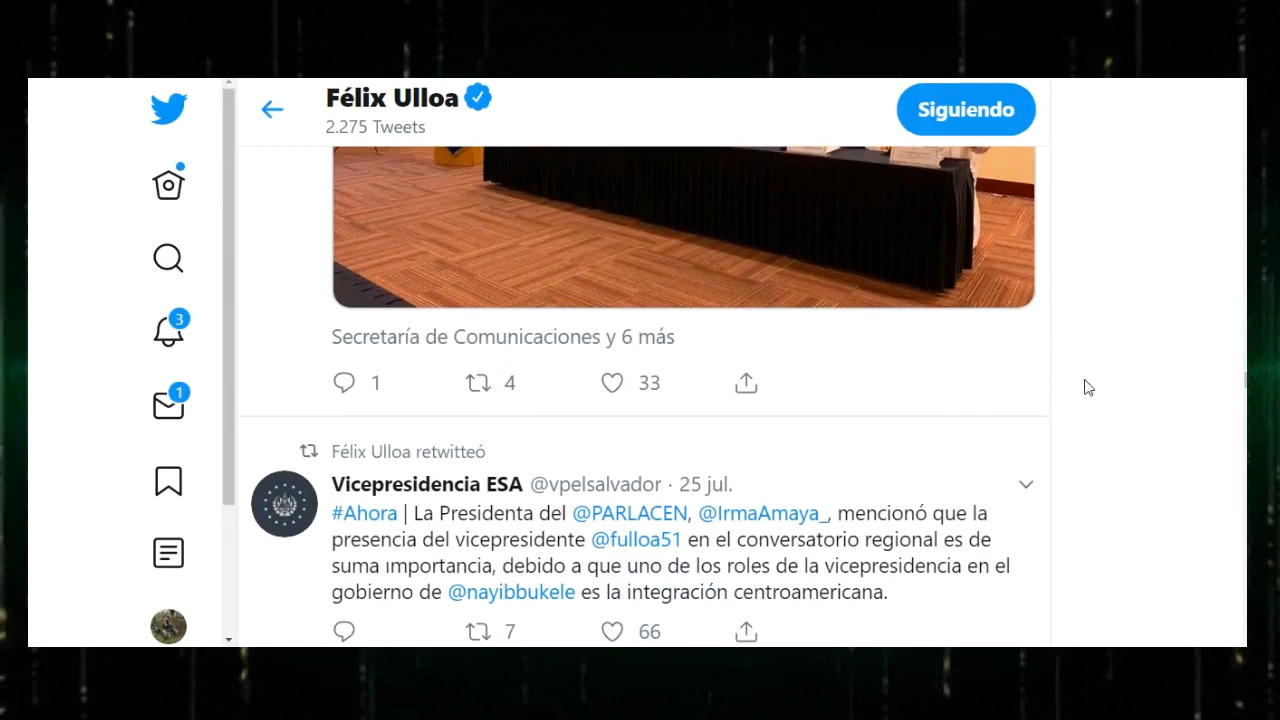 Félix Ulloa
2.275 Tweets
Siguiendo
3
1
Secretaría de Comunicaciones y 6 más
1 4 33
Félix Ulloa retwitteó
Vicepresidencia ESA @vpelsalvador · 25 jul.
#Ahora | La Presidenta del @PARLACEN, @IrmaAmaya_, mencionó que la
presencia del vicepresidente @fulloa51 en el conversatorio regional es de
suma importancia, debido a que uno de los roles de la vicepresidencia en el
gobierno de @nayibbukele es la integración centroamericana.
7 66